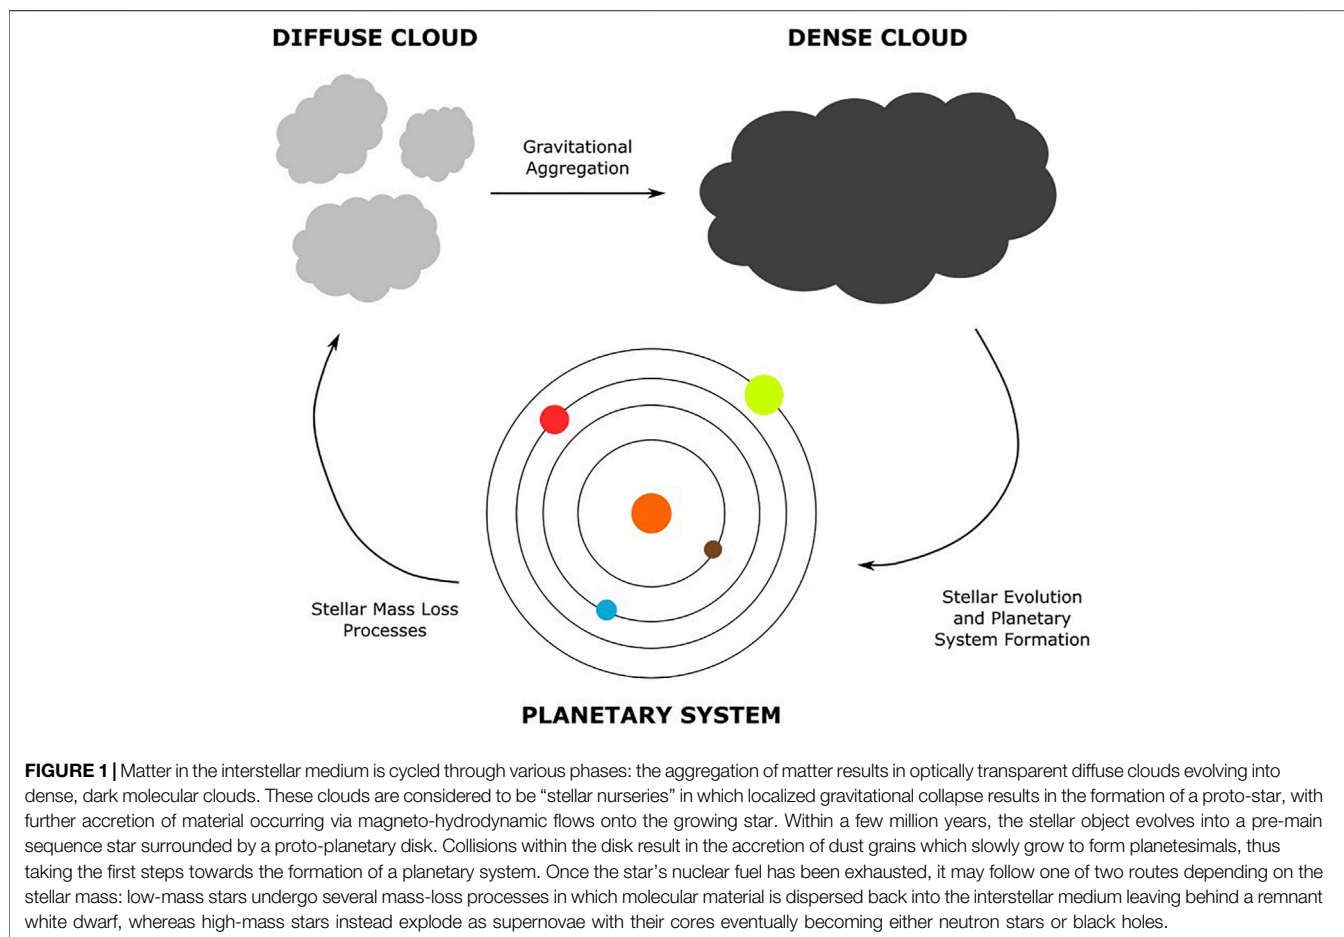 DIFFUSE CLOUD
DENSE CLOUD
Gravitational
Aggregation
Stellar Mass Loss
Processes
Stellar Evolution
and Planetary
System Formation
PLANETARY SYSTEM
FIGURE 1 | Matter in the interstellar medium is cycled through various phases: the aggregation of matter results in optically transparent diffuse clouds evolving into
dense, dark molecular clouds. These clouds are considered to be “stellar nurseries” in which localized gravitational collapse results in the formation of a proto-star, with
further accretion of material occurring via magneto-hydrodynamic flows onto the growing star. Within a few million years, the stellar object evolves into a pre-main
sequence star surrounded by a proto-planetary disk. Collisions within the disk result in the accretion of dust grains which slowly grow to form planetesimals, thus
taking the first steps towards the formation of a planetary system. Once the star’s nuclear fuel has been exhausted, it may follow one of two routes depending on the
stellar mass: low-mass stars undergo several mass-loss processes in which molecular material is dispersed back into the interstellar medium leaving behind a remnant
white dwarf, whereas high-mass stars instead explode as supernovae with their cores eventually becoming either neutron stars or black holes.